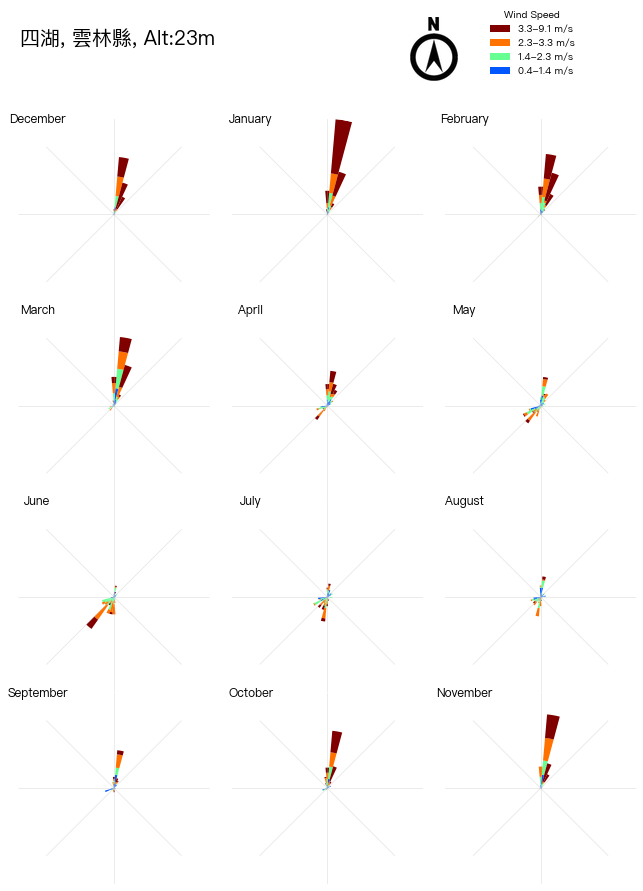 四湖, 雲林縣, Alt:23m
N
Wind Speed
3.3–9.1 m/s
2.3–3.3 m/s
1.4–2.3 m/s
0.4–1.4 m/s
December
January
February
March
April
May
June
July
August
September
October
November